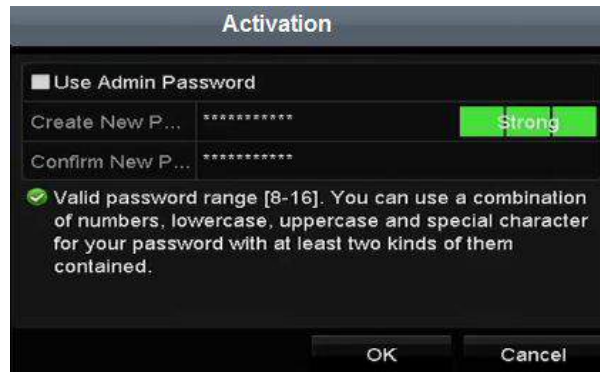 Activation
Use Admin Password
Create New P... *********** Strong
Confirm New P... ***********
Valid password range [8-16]. You can use a combination
of numbers, lowercase, uppercase and special character
for your password with at least two kinds of them
contained.
OK Cancel